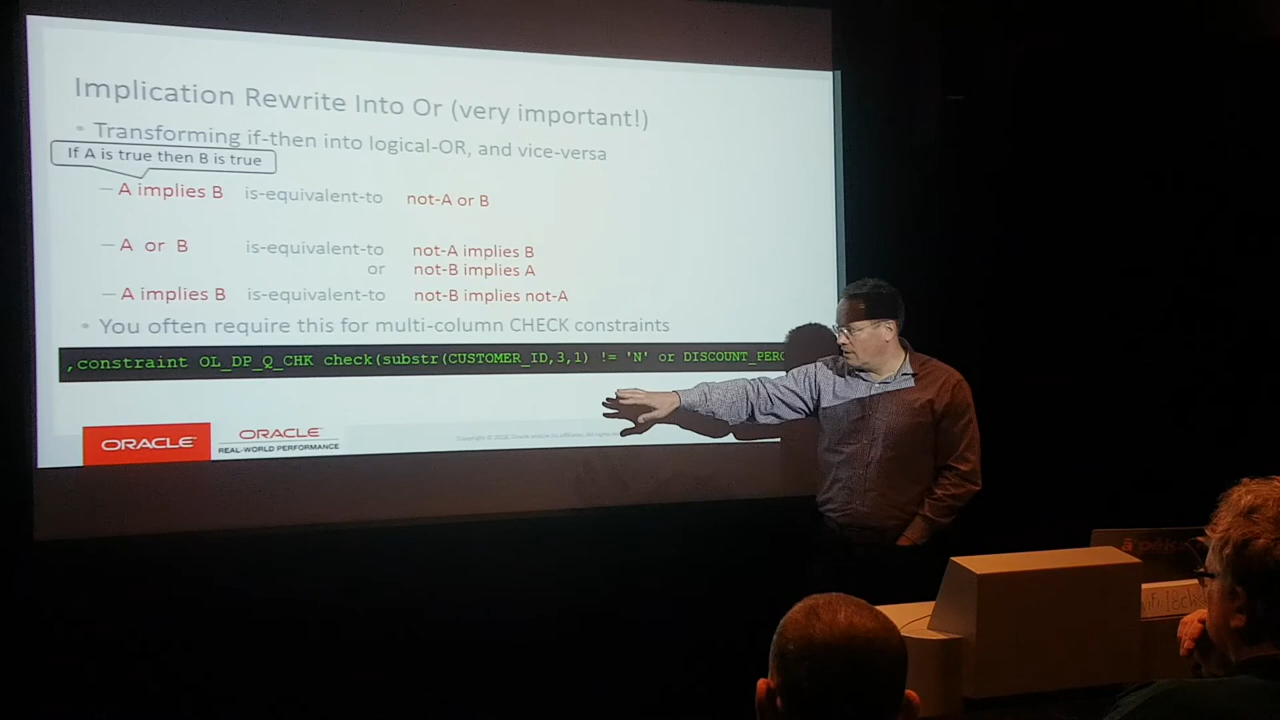 Implication Rewrite Into Or (very important!)
• Transforming if-then into logical-OR, and vice-versa
If A is true then B is true
– A implies B is-equivalent-to not-A or B
– A or B is-equivalent-to not-A implies B
or not-B implies A
– A implies B is-equivalent-to not-B implies not-A
• You often require this for multi-column CHECK constraints
,constraint OL_DP_Q_CHK check(substr(CUSTOMER_ID,3,1) != 'N' or
ORACLE
ORACLE
REAL-WORLD PERFORMANCE